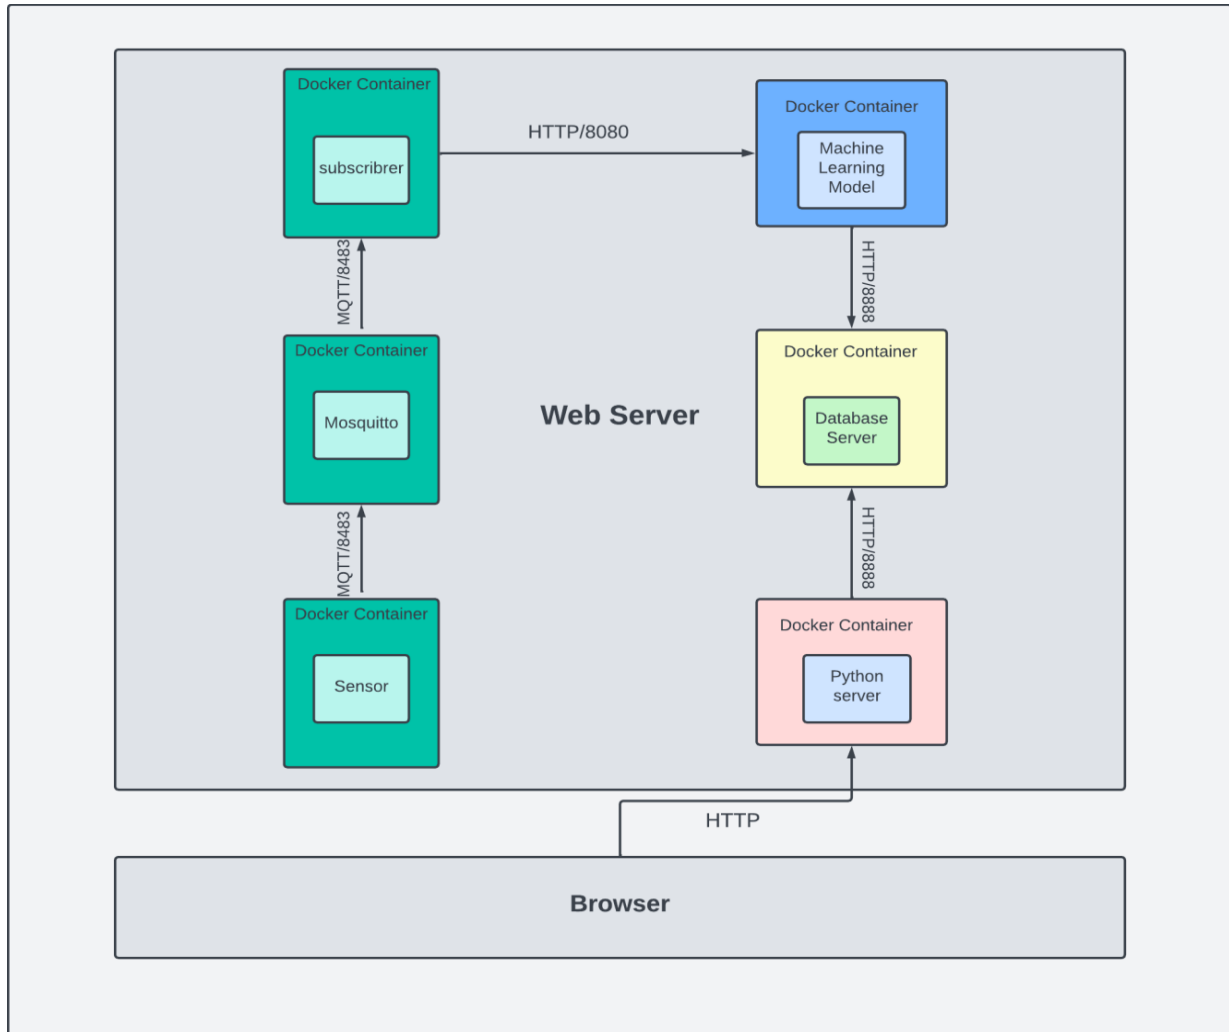 Docker Container
subscribrer
HTTP/8080
Docker Container
Machine
Learning
Model
MQTT/8483
HTTP/8888
Docker Container
Mosquitto
Web Server
Docker Container
Database
Server
MQTT/8483
HTTP/8888
Docker Container
Sensor
Docker Container
Python
server
HTTP
Browser